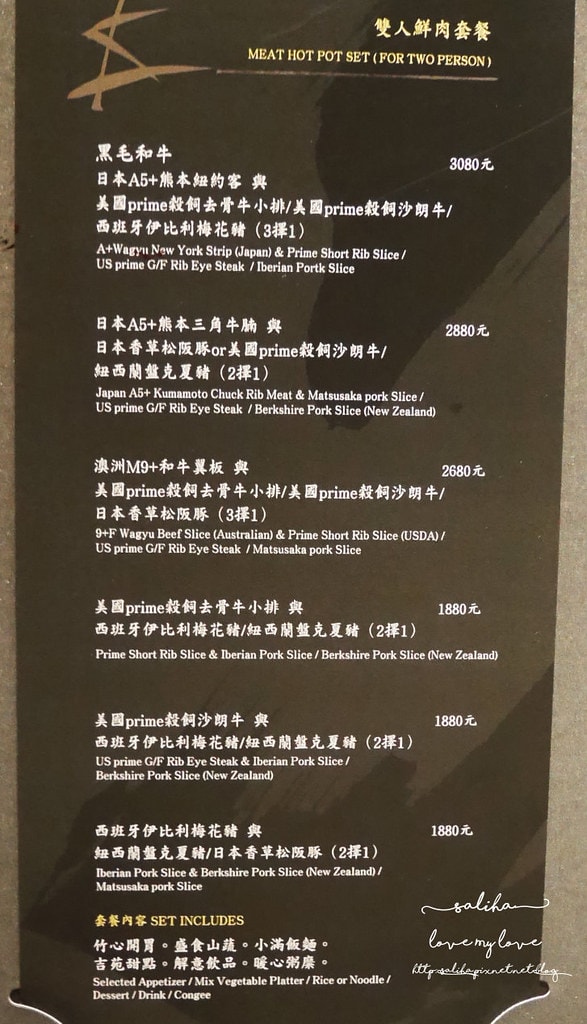 雙人鮮肉套餐
MEAT HOT POT SET ( FOR TWO PERSON )
黑毛和牛 3080元
日本A5+熊本紐約客 與
美國prime穀飼去骨牛小排/美國prime穀飼沙朗牛/
西班牙伊比利梅花豬（3擇1）
A+Wagyu New York Strip (Japan) & Prime Short Rib Slice /
US prime G/F Rib Eye Steak / Iberian Portk Slice
日本A5+熊本三角牛腩 與 2880元
日本香草松阪豚or美國prime穀飼沙朗牛/
紐西蘭盤克夏豬（2擇1）
Japan A5+ Kumamoto Chuck Rib Meat & Matsusaka pork Slice /
US prime G/F Rib Eye Steak / Berkshire Pork Slice (New Zealand)
澳洲M9+和牛翼板 與 2680元
美國prime穀飼去骨牛小排/美國prime穀飼沙朗牛/
日本香草松阪豚（3擇1）
9+F Wagyu Beef Slice (Australian) & Prime Short Rib Slice (USDA) /
US prime G/F Rib Eye Steak / Matsusaka pork Slice
美國prime穀飼去骨牛小排 與 1880元
西班牙伊比利梅花豬/紐西蘭盤克夏豬（2擇1）
Prime Short Rib Slice & Iberian Pork Slice / Berkshire Pork Slice (New Zealand)
美國prime穀飼沙朗牛 與 1880元
西班牙伊比利梅花豬/紐西蘭盤克夏豬（2擇1）
US prime G/F Rib Eye Steak & Iberian Pork Slice /
Berkshire Pork Slice (New Zealand)
西班牙伊比利梅花豬 與 1880元
紐西蘭盤克夏豬/日本香草松阪豚（2擇1）
Iberian Pork Slice & Berkshire Pork Slice (New Zealand) /
Matsusaka pork Slice
套餐內容 SET INCLUDES
竹心開胃。盛食山蔬。小滿飯麵。
吉苑甜點。解意飲品。暖心粥糜。
Selected Appetizer / Mix Vegetable Platter / Rice or Noodle /
Dessert / Drink / Congee
saliha
love my love
http:saliha.pixnet.net/blog